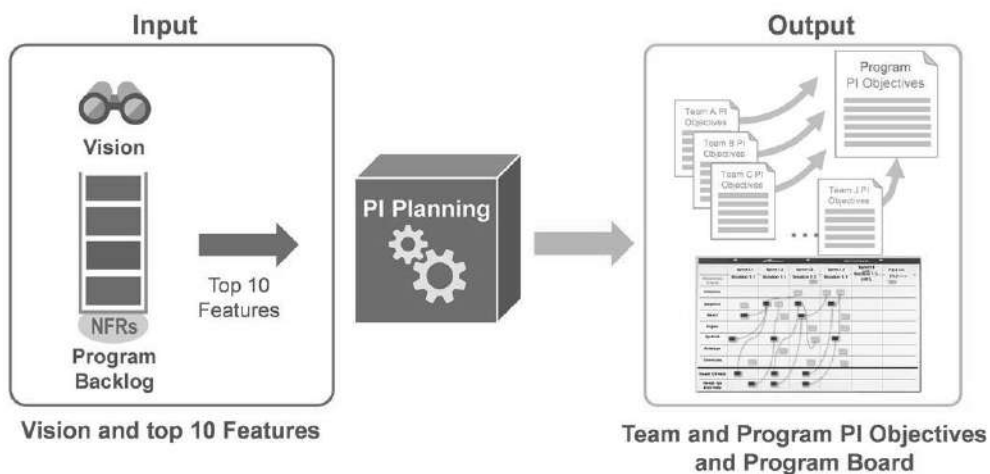 Input
Output
Vision
NFRs
Program
Backlog
Top 10
Features
PI Planning
Program
PI Objectives
Team A PI
Objectives
Team B PI
Objectives
Team C PI
Objectives
Team J PI
Objectives
Vision and top 10 Features
Team and Program PI Objectives
and Program Board